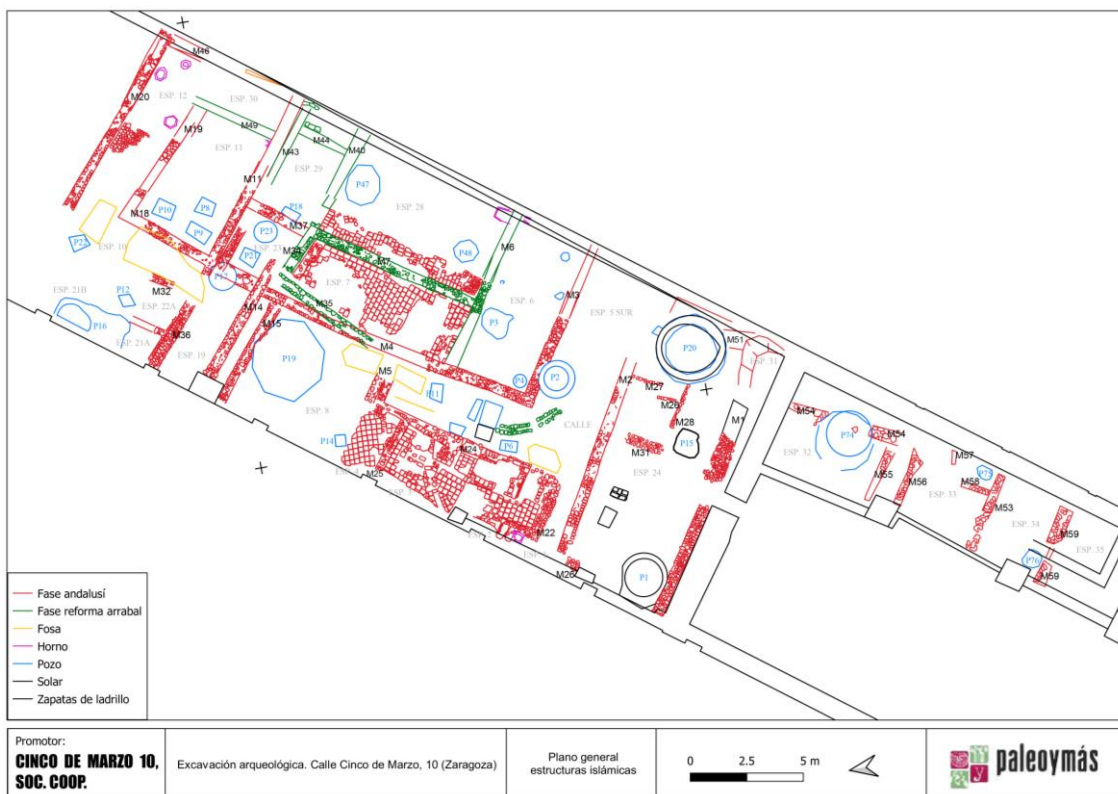 M46
M20
ESP. 12
ESP. 30
M19
M49
ESP. 11
M44
M40
M43
ESP. 29
M11
P47
P10
P8
P18
ESP. 28
M18
P9
P23
M37
M6
P22
ESP. 10
ESP. 23
M34
M7
P48
P21
P17
M3
P12
M32
ESP. 7
ESP. 6
ESP. 5 SUR
ESP. 21B
ESP. 22A
M14
M35
P3
P16
M15
M4
P20
M51
ESP. 21A
M36
ESP. 19
P19
ESP. 31
M5
P4
P2
M2
M27
P11
M26
ESP. 8
CALLE
M28
M1
M54
P14
M24
P6
M31
P15
P74
M54
M25
ESP. 24
ESP. 32
M57
M55
M56
M58
P75
ESP. 33
M53
ESP. 34
M59
M22
ESP. 35
M26
P1
P76
M59
Fase andalusí
Fase reforma arrabal
Fosa
Horno
Pozo
Solar
Zapatas de ladrillo
Promotor:
CINCO DE MARZO 10,
SOC. COOP.
Excavación arqueológica. Calle Cinco de Marzo, 10 (Zaragoza)
Plano general
estructuras islámicas
0 2.5 5 m
y
paleoymás